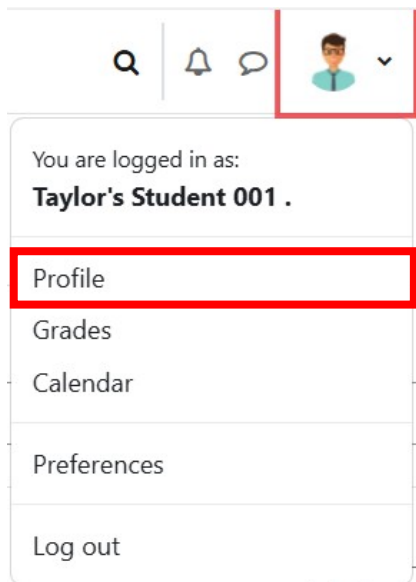 You are logged in as:
Taylor's Student 001 .
Profile
Grades
Calendar
Preferences
Log out